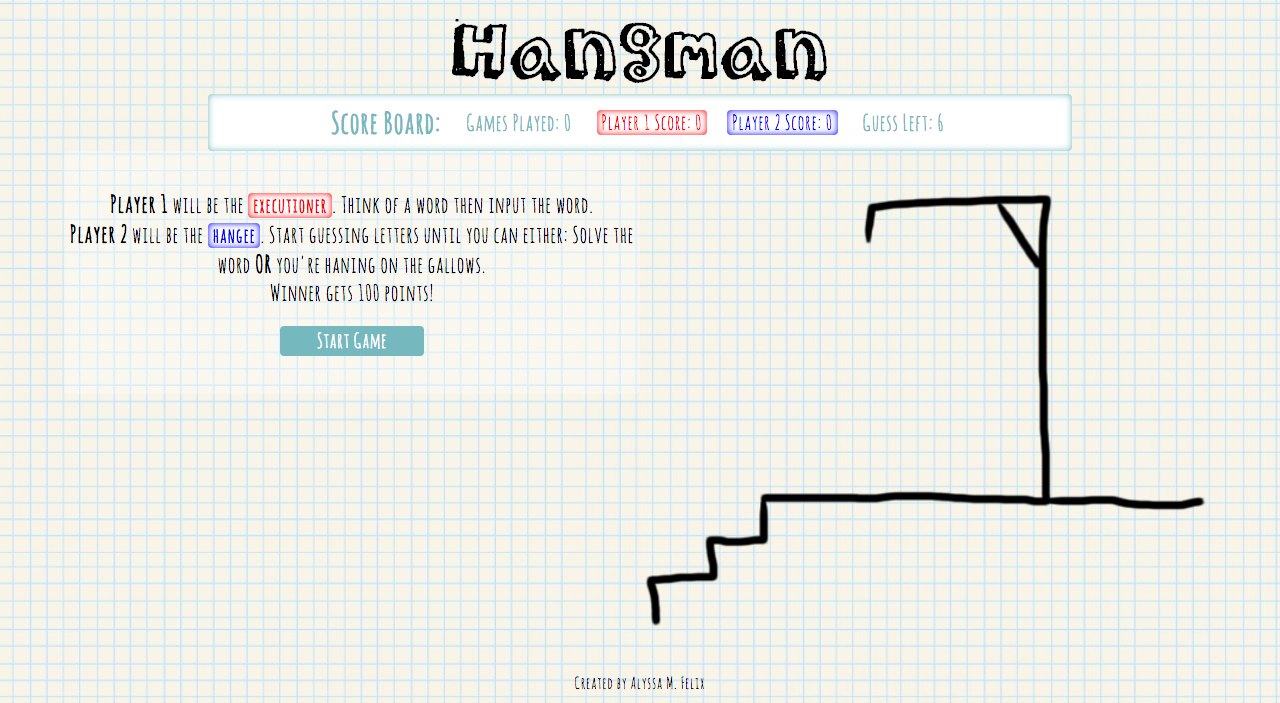 Hangman
Score Board: Games Played: 0 Player 1 Score: 0 Player 2 Score: 0 Guess Left: 6
Player 1 will be the executioner. Think of a word then input the word.
Player 2 will be the hangee. Start guessing letters until you can either: Solve the
word OR you're haning on the gallows.
Winner gets 100 points!
Start Game
Created by Alyssa M. Felix